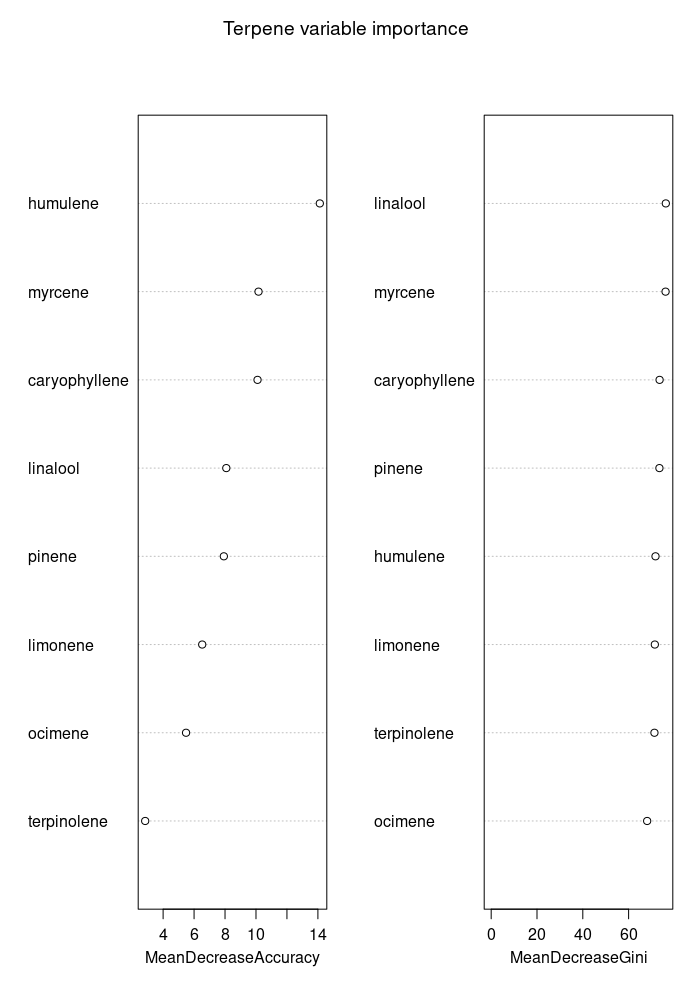 Terpene variable importance
humulene
myrcene
caryophyllene
linalool
pinene
limonene
ocimene
terpinolene
4 6 8 10 14
MeanDecreaseAccuracy
linalool
myrcene
caryophyllene
pinene
humulene
limonene
terpinolene
ocimene
0 20 40 60
MeanDecreaseGini